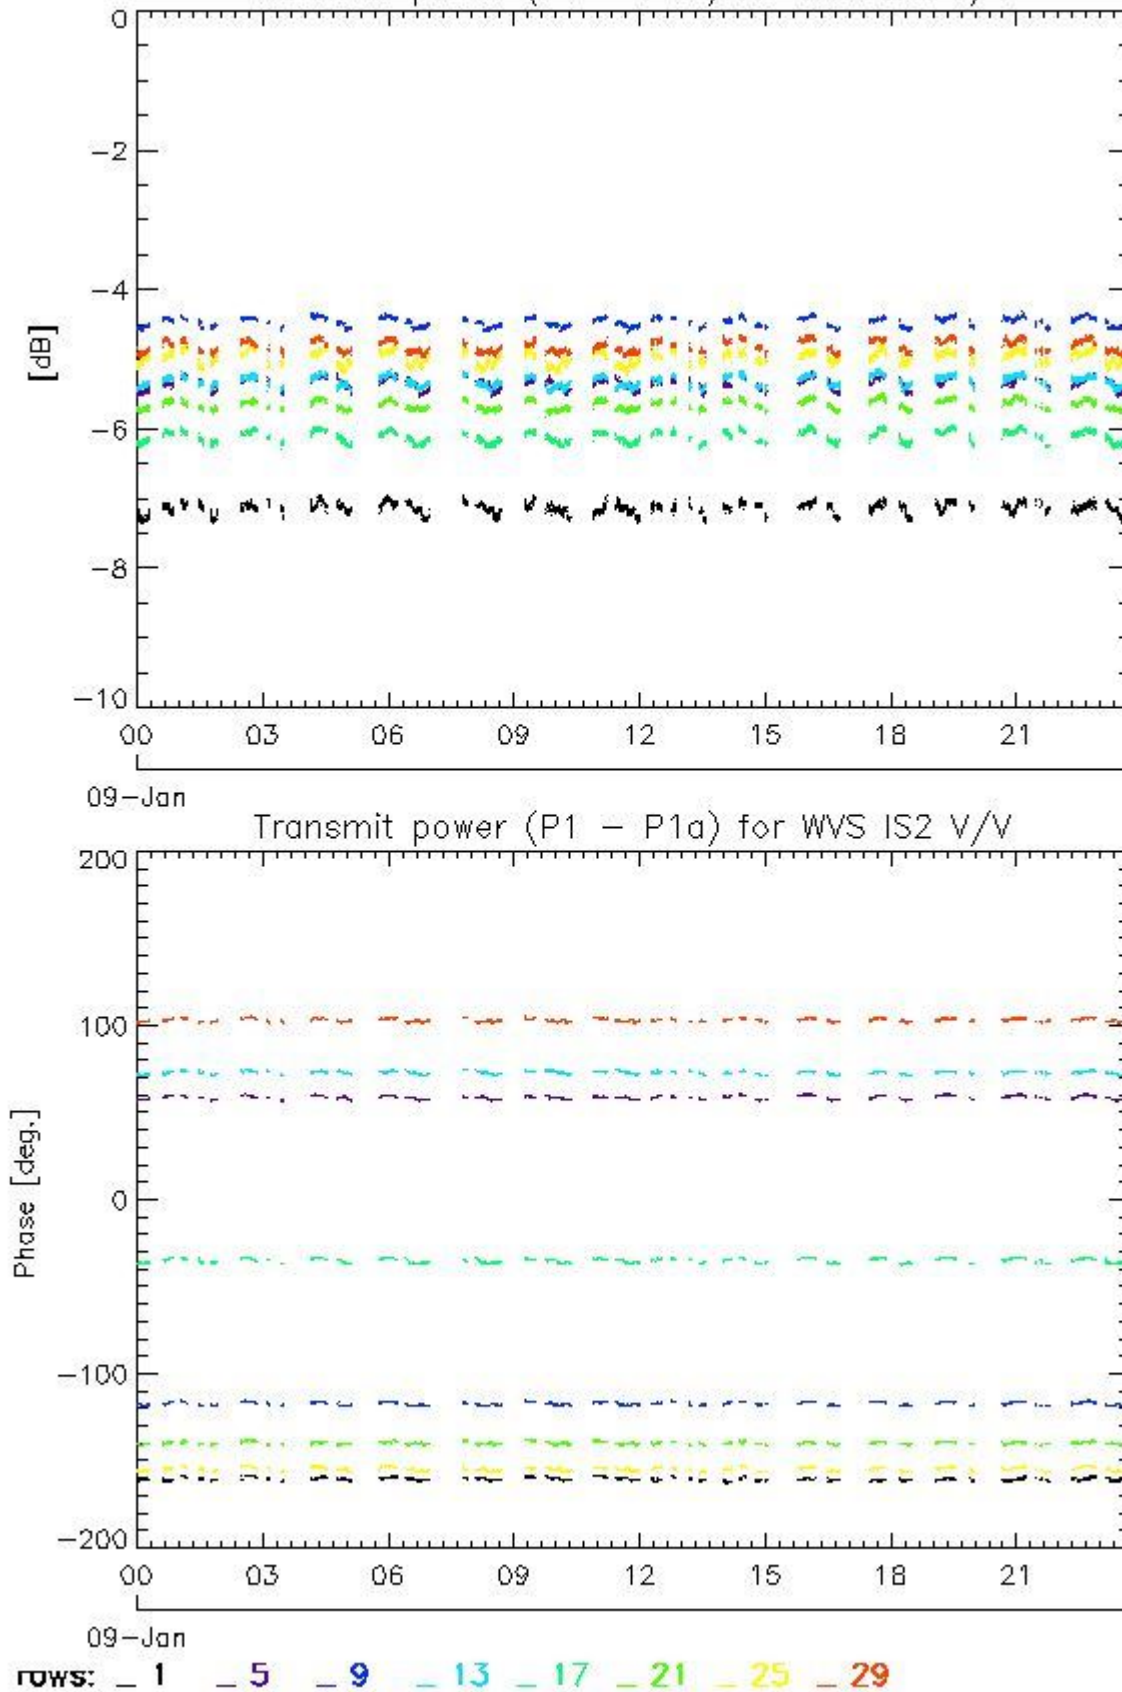 0
-2
-4
[dB]
-6
-8
-10
00 03 06 09 12 15 18 21
09-Jan
Transmit power (P1 - P1a) for WVS IS2 V/V
200
100
Phase [deg.]
0
-100
-200
00 03 06 09 12 15 18 21
09-Jan
rows: _ 1 _ 5 _ 9 _ 13 _ 17 _ 21 _ 25 _ 29